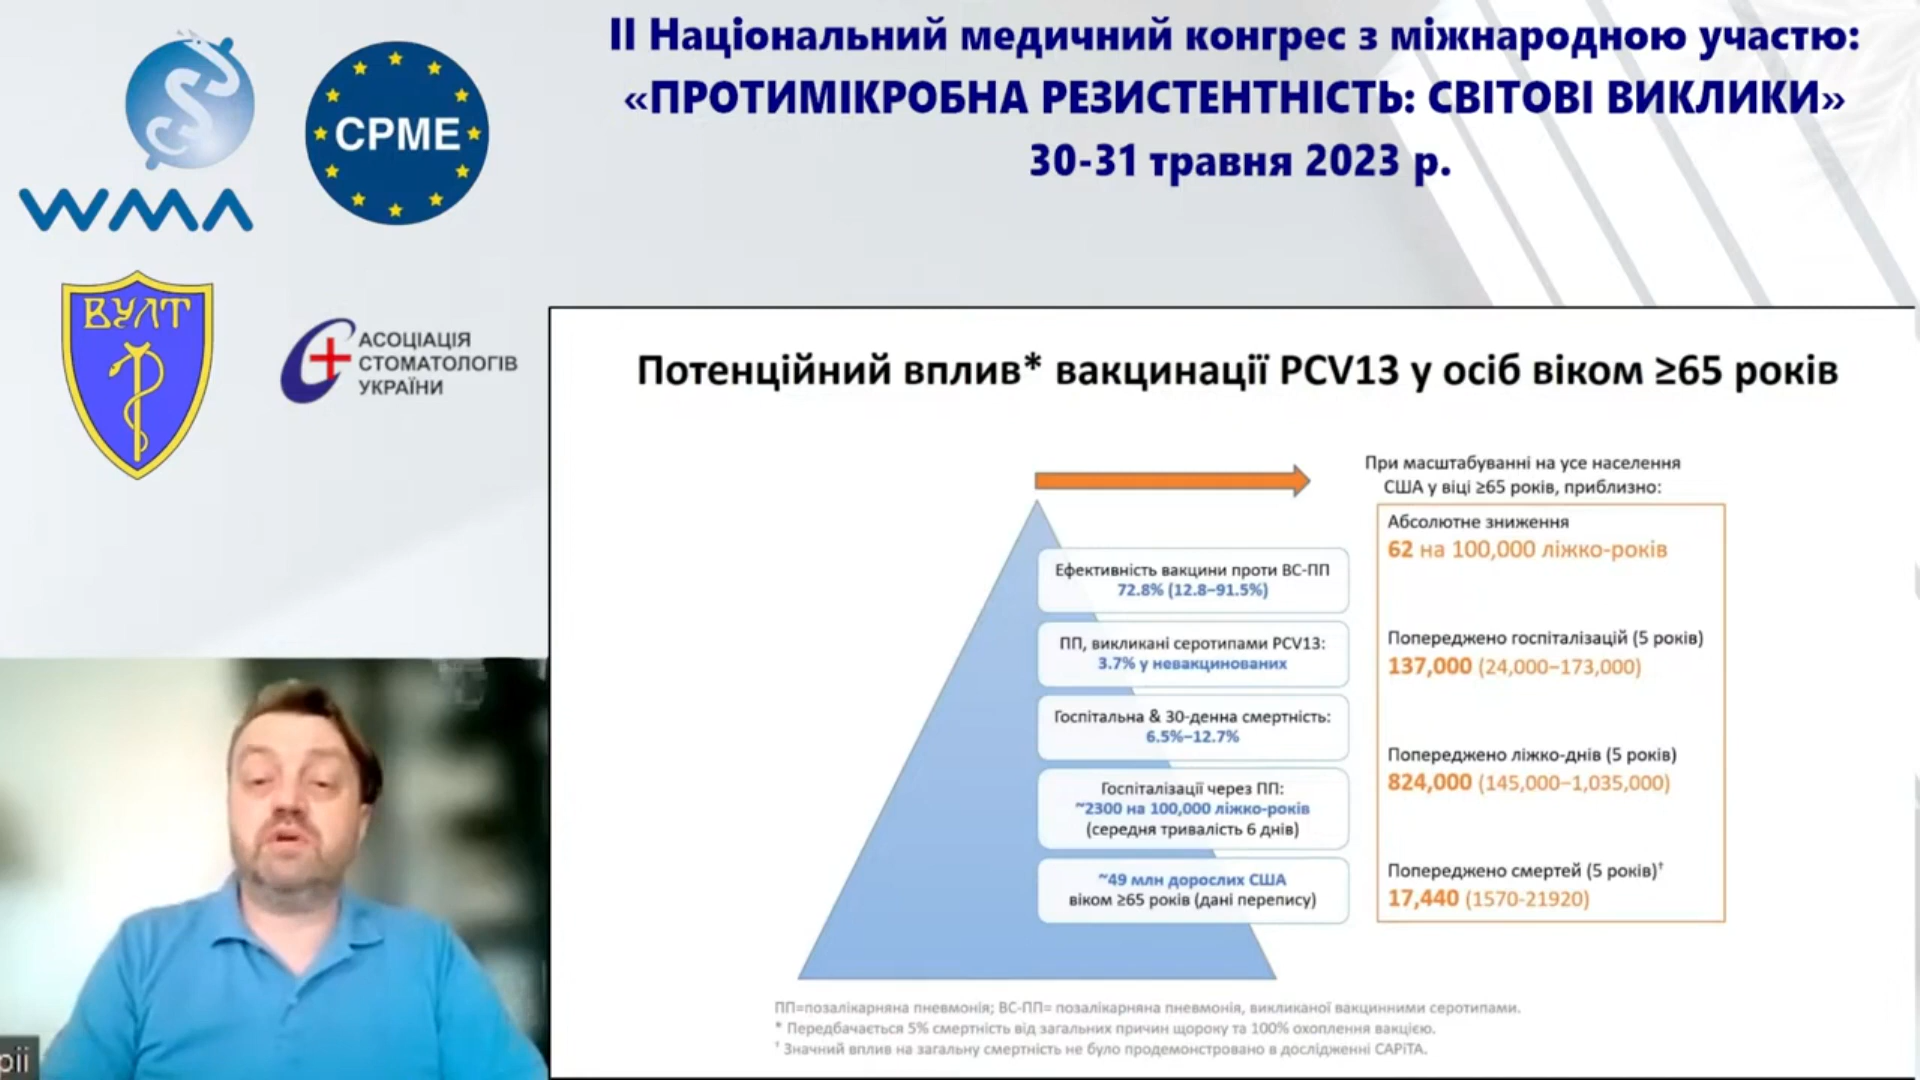 ІІ Національний медичний конгрес з міжнародною участю:
«ПРОТИМІКРОБНА РЕЗИСТЕНТНІСТЬ: СВІТОВІ ВИКЛИКИ»
30-31 травня 2023 р.
WMA
CPME
ВУЛТ
АСОЦІАЦІЯ
СТОМАТОЛОГІВ
УКРАЇНИ
Потенційний вплив* вакцинації PCV13 у осіб віком ≥65 років
Ефективність вакцини проти ВС-ПП
72.8% (12.8–91.5%)
ПП, викликані серотипами PCV13:
3.7% у невакцинованих
Госпітальна & 30-денна смертність:
6.5%–12.7%
Госпіталізації через ПП:
~2300 на 100,000 ліжко-років
(середня тривалість 6 днів)
~49 млн дорослих США
віком ≥65 років (дані перепису)
При масштабуванні на усе населення
США у віці ≥65 років, приблизно:
Абсолютне зниження
62 на 100,000 ліжко-років
Попереджено госпіталізацій (5 років)
137,000 (24,000–173,000)
Попереджено ліжко-днів (5 років)
824,000 (145,000–1,035,000)
Попереджено смертей (5 років)†
17,440 (1570-21920)
ПП=позалікарняна пневмонія; ВС-ПП= позалікарняна пневмонія, викликаної вакцинними серотипами.
* Передбачається 5% смертність від загальних причин щороку та 100% охоплення вакцією.
† Значний вплив на загальну смертність не було продемонстровано в дослідженні CAPiTA.
рії